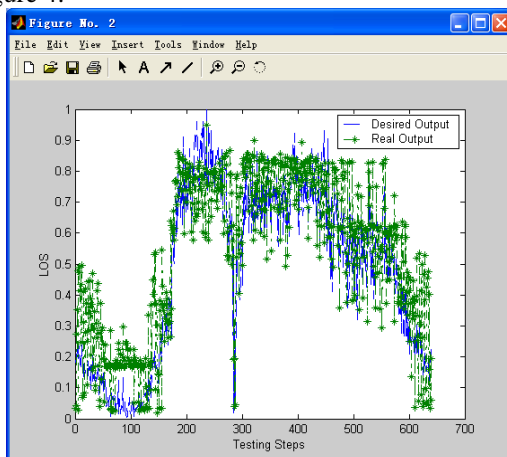 Figure No. 2
File Edit View Insert Tools Window Help
A
1
0.9
0.8
0.7
0.6
0.5
0.4
0.3
0.2
0.1
0
LOS
Desired Output
Real Output
0 100 200 300 400 500 600 700
Testing Steps